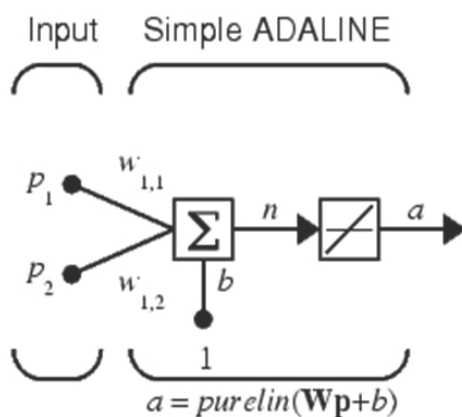 Input Simple ADALINE
w1,1
p1
Σ n a
p2
w1,2 b
1
a = purelin(Wp+b)